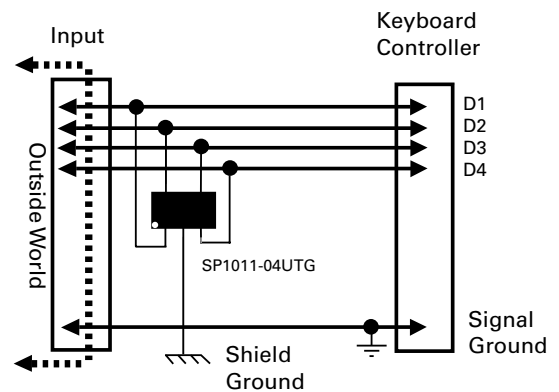 Input
Keyboard
Controller
Outside World
D1
D2
D3
D4
SP1011-04UTG
Shield
Ground
Signal
Ground